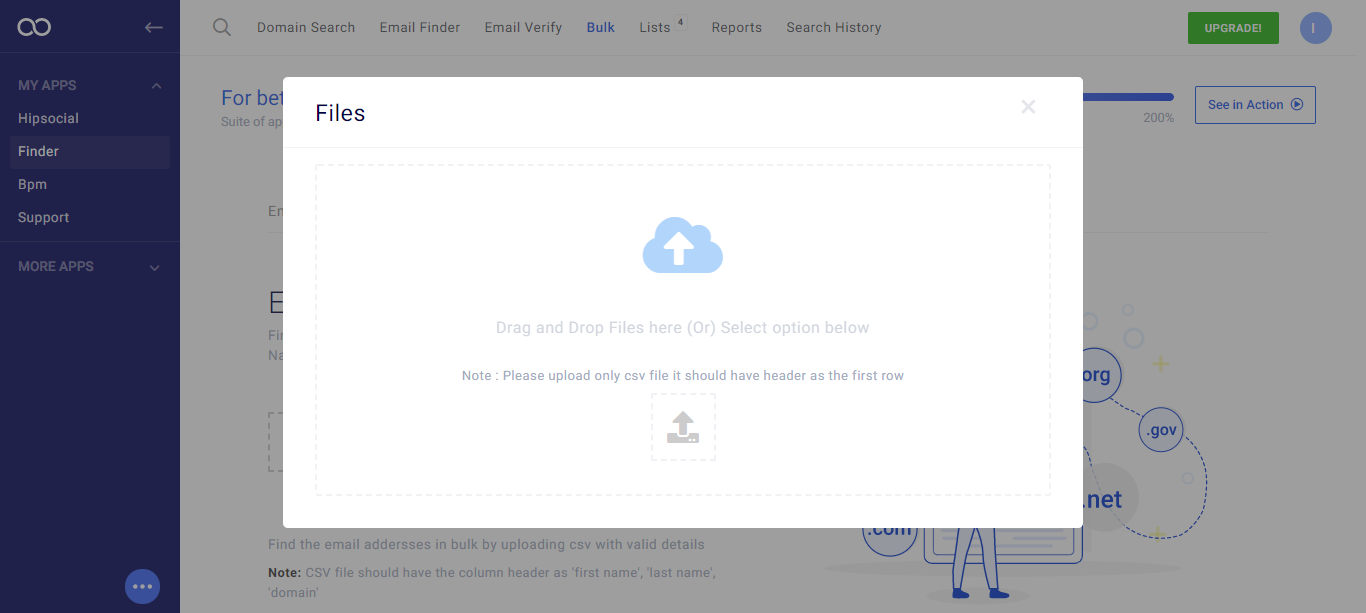 Domain Search Email Finder Email Verify Bulk Lists 4 Reports Search History UPGRADE! I
MY APPS
Hipsocial
Finder
Bpm
Support
MORE APPS
For bet
Suite of ap
200%
See in Action
Files
Drag and Drop Files here (Or) Select option below
Note : Please upload only csv file it should have header as the first row
En
E
Fin
Na
org
.gov
.net
.com
Find the email addersses in bulk by uploading csv with valid details
Note: CSV file should have the column header as 'first name', 'last name',
'domain'